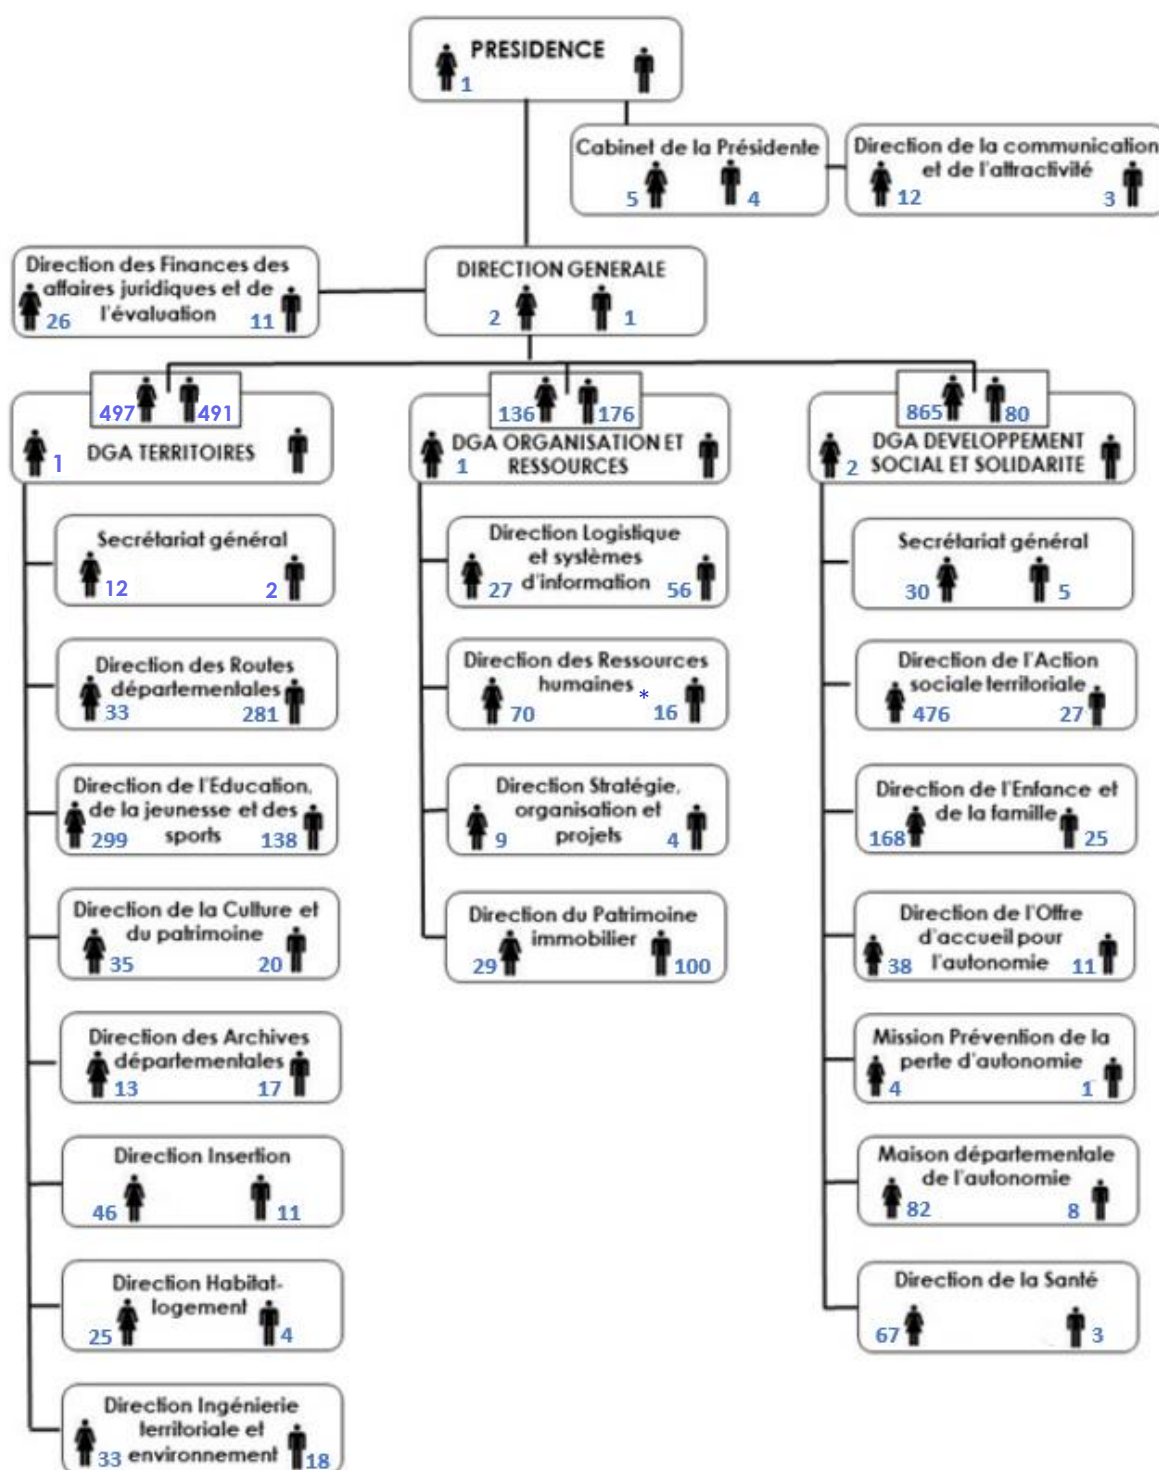 PRESIDENCE
1
Cabinet de la Présidente
5 4
Direction de la communication
et de l'attractivité
12 3
Direction des Finances des
affaires juridiques et de
l'évaluation
26 11
DIRECTION GENERALE
2 1
497 491
1 DGA TERRITOIRES
136 176
DGA ORGANISATION ET
1 RESSOURCES
865 80
DGA DEVELOPPEMENT
2 SOCIAL ET SOLIDARITE
Secrétariat général
12 2
Direction des Routes
départementales
33 281
Direction de l'Education,
de la jeunesse et des
sports
299 138
Direction de la Culture et
du patrimoine
35 20
Direction des Archives
départementales
13 17
Direction Insertion
46 11
Direction Habitat-
logement
25 4
Direction Ingénierie
territoriale et
33 environnement 18
Direction Logistique
et systèmes
27 d'information 56
Direction des Ressources
humaines *
70 16
Direction Stratégie,
organisation et
9 projets 4
Direction du Patrimoine
immobilier
29 100
Secrétariat général
30 5
Direction de l'Action
sociale territoriale
476 27
Direction de l'Enfance et
de la famille
168 25
Direction de l'Offre
d'accueil pour
38 l'autonomie 11
Mission Prévention de la
perte d'autonomie
4 1
Maison départementale
de l'autonomie
82 8
Direction de la Santé
67 3